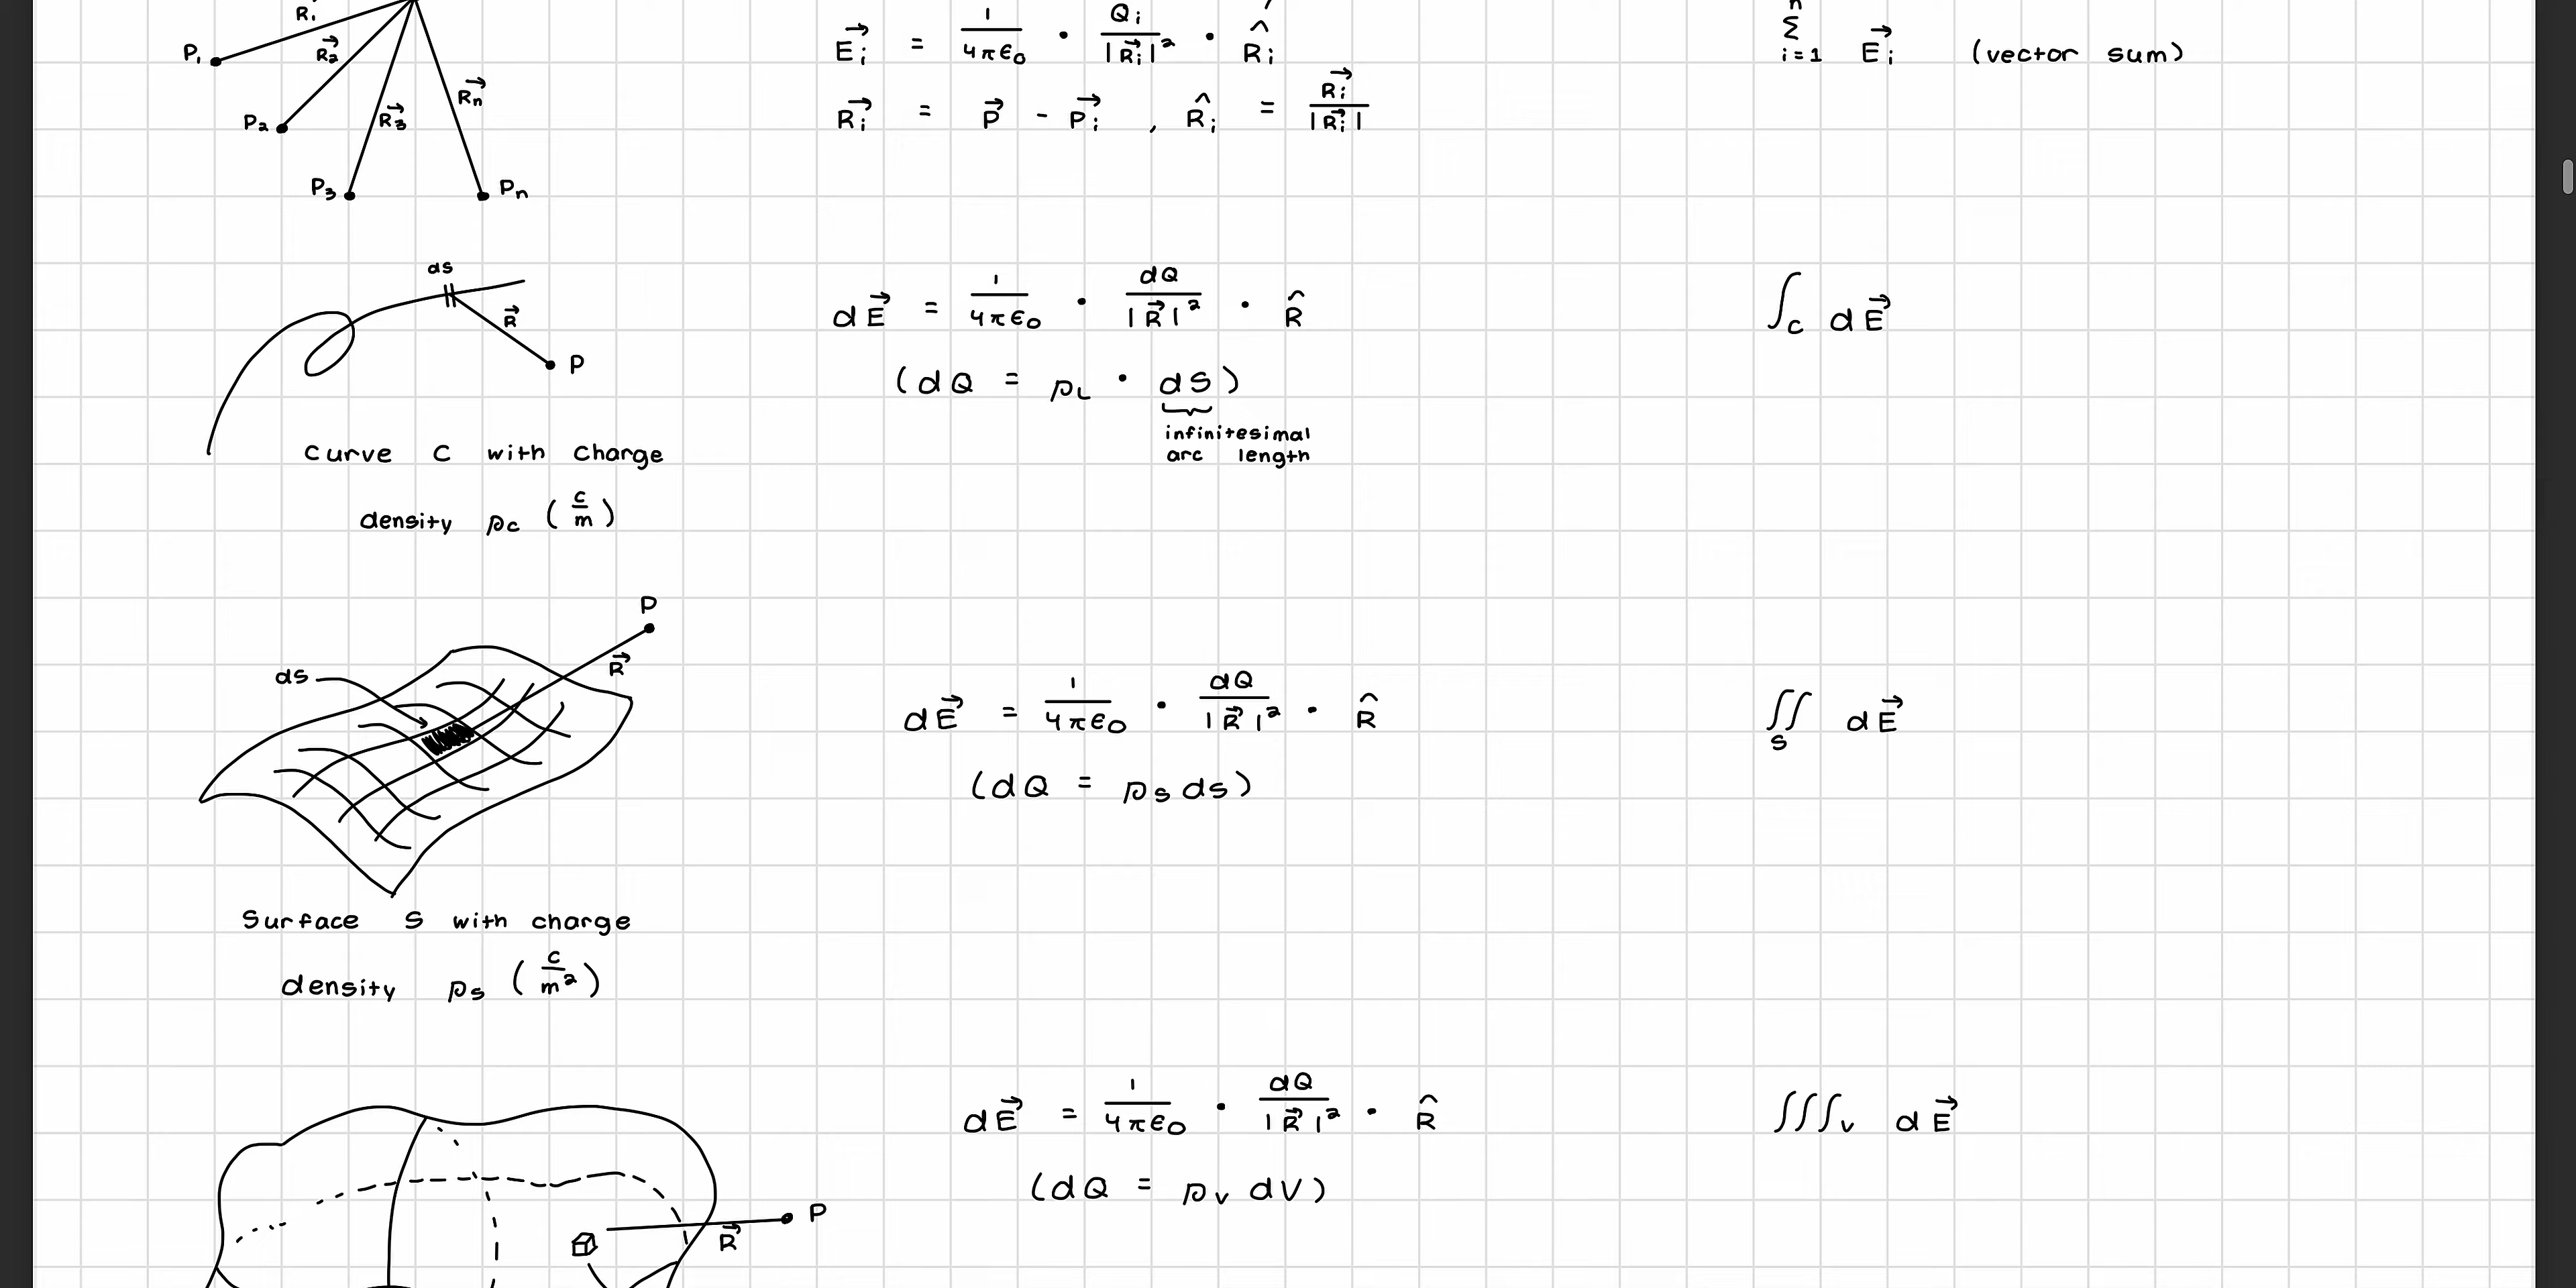 R₁
P₁
R₂⃗
R₃⃗
Rₙ⃗
P₂
P₃
Pₙ
E⃗ᵢ = 1/(4πϵ₀) · Qᵢ/|R⃗ᵢ|² · R̂ᵢ
R⃗ᵢ = P⃗ - P⃗ᵢ , R̂ᵢ = R⃗ᵢ/|R⃗ᵢ|
n Σ i=1 E⃗ᵢ (vector sum)
ds
R⃗
P
curve C with charge
density ρc (C/m)
dE⃗ = 1/(4πϵ₀) · dQ/|R⃗|² · R̂
(dQ = ρL · dS)
infinitesimal
arc length
∫c dE⃗
P
R⃗
ds
Surface S with charge
density ρs (C/m²)
dE⃗ = 1/(4πϵ₀) · dQ/|R⃗|² · R̂
(dQ = ρs ds)
∬s dE⃗
P
R⃗
dE⃗ = 1/(4πϵ₀) · dQ/|R⃗|² · R̂
(dQ = ρv dV)
∭v dE⃗